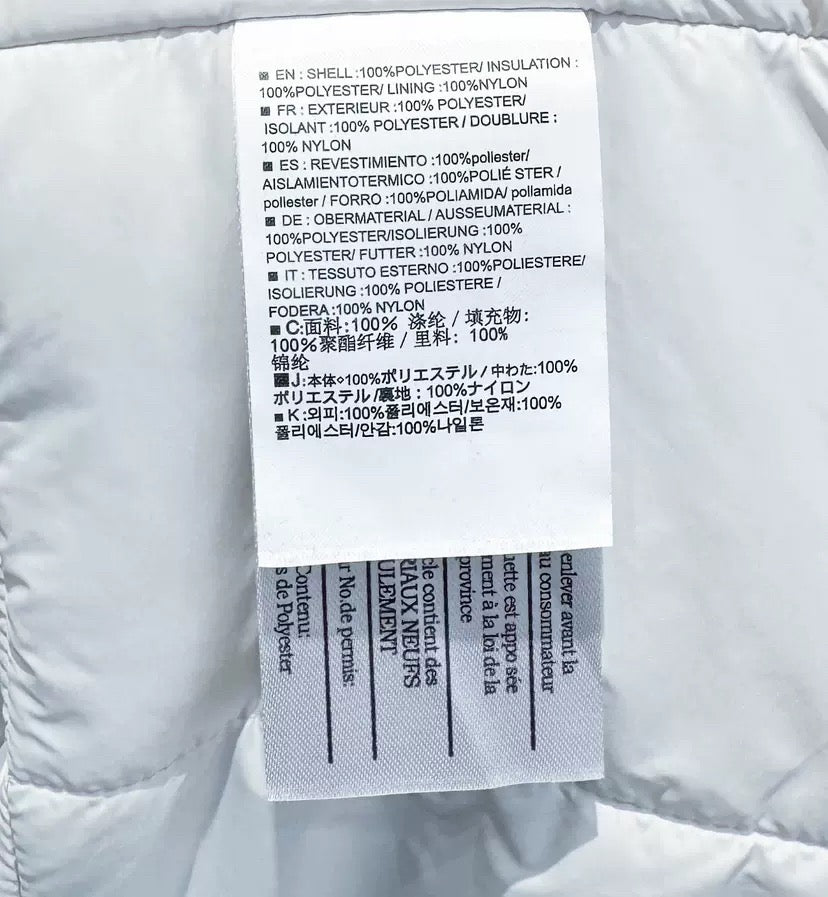 EN : SHELL :100%POLYESTER/ INSULATION :
100%POLYESTER/ LINING :100%NYLON
FR : EXTERIEUR :100% POLYESTER/
ISOLANT :100% POLYESTER / DOUBLURE :
100% NYLON
ES : REVESTIMIENTO :100%poliester/
AISLAMIENTOTERMICO :100%POLIÉ STER /
poliester / FORRO :100%POLIAMIDA/ pollamida
DE : OBERMATERIAL / AUSSEUMATERIAL :
100%POLYESTER/ISOLIERUNG :100%
POLYESTER/ FUTTER :100% NYLON
IT : TESSUTO ESTERNO :100%POLIESTERE/
ISOLIERUNG :100% POLIESTERE /
FODERA :100% NYLON
C:面料:100% 涤纶 / 填充物:
100%聚酯纤维 / 里料: 100%
锦纶
J:本体⋄100%ポリエステル / 中わた:100%
ポリエステル /裏地 : 100%ナイロン
K:외피:100%폴리에스터/보온재:100%
폴리에스터/안감:100%나일론
enlever avant la
au consommateur
uette est appo sée
ment à la loi de la
province
cle contient des
RIAUX NEUFS
ULEMENT
r No.de permis:
Contenu:
s de Polyester